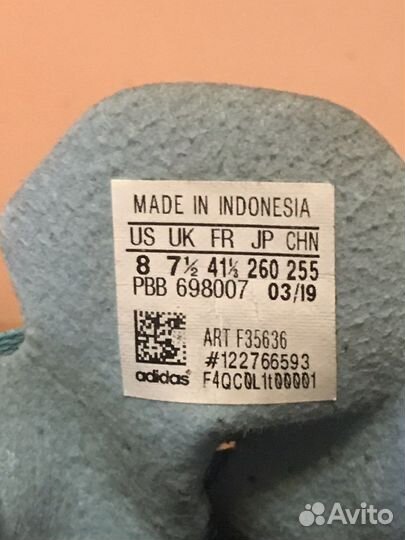 MADE IN INDONESIA
US UK FR JP CHN
8 7½ 41⅓ 260 255
PBB 698007 03/19
ART F35636
#122766593
adidas F4QC0L1t00001
Avito